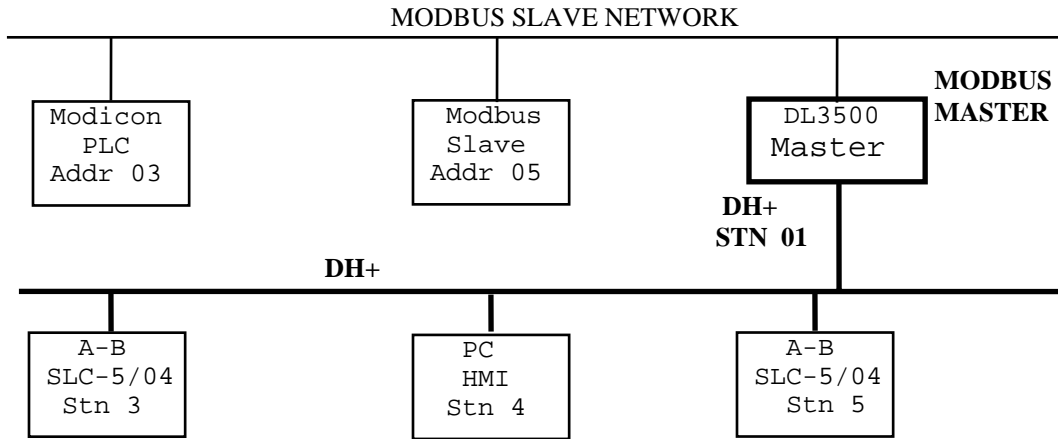 MODBUS SLAVE NETWORK
Modicon
PLC
Addr 03
Modbus
Slave
Addr 05
DL3500
Master
MODBUS
MASTER
DH+
STN 01
DH+
A-B
SLC-5/04
Stn 3
PC
HMI
Stn 4
A-B
SLC-5/04
Stn 5